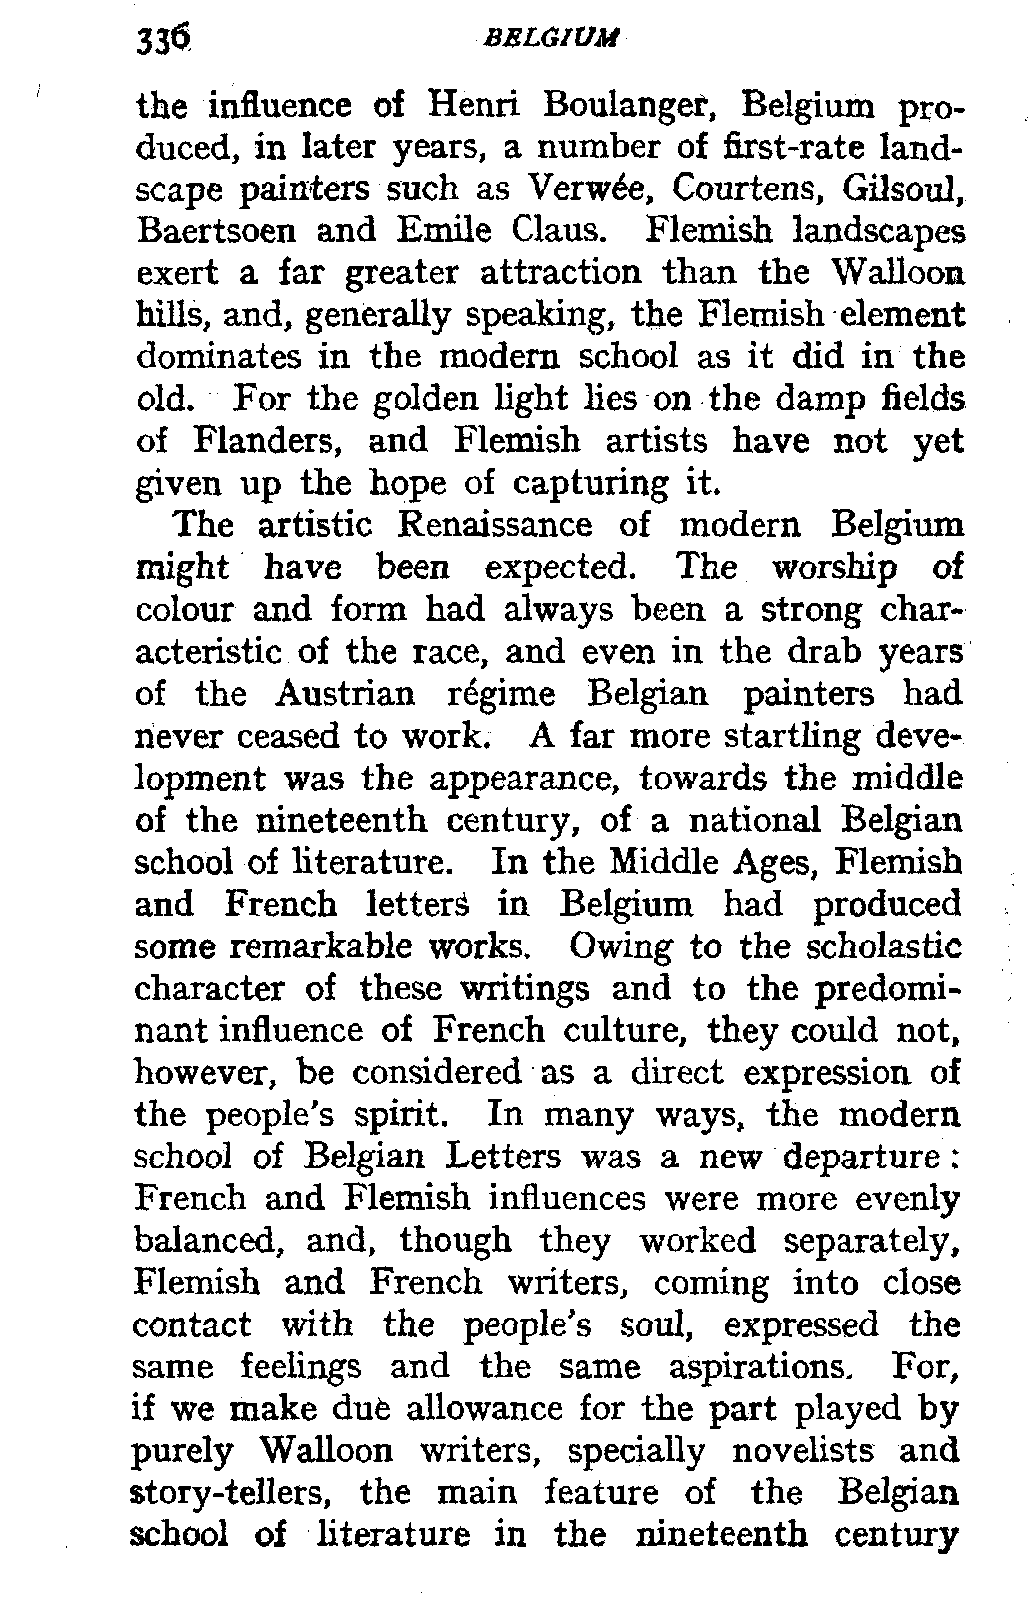 336 BELGIUM
the influence of Henri Boulanger, Belgium pro-
duced, in later years, a number of first-rate land-
scape painters such as Verwée, Courtens, Gilsoul,
Baertsoen and Emile Claus. Flemish landscapes
exert a far greater attraction than the Walloon
hills, and, generally speaking, the Flemish element
dominates in the modern school as it did in the
old. For the golden light lies on the damp fields
of Flanders, and Flemish artists have not yet
given up the hope of capturing it.
The artistic Renaissance of modern Belgium
might have been expected. The worship of
colour and form had always been a strong char-
acteristic of the race, and even in the drab years
of the Austrian régime Belgian painters had
never ceased to work. A far more startling deve-
lopment was the appearance, towards the middle
of the nineteenth century, of a national Belgian
school of literature. In the Middle Ages, Flemish
and French letters in Belgium had produced
some remarkable works. Owing to the scholastic
character of these writings and to the predomi-
nant influence of French culture, they could not,
however, be considered as a direct expression of
the people's spirit. In many ways, the modern
school of Belgian Letters was a new departure :
French and Flemish influences were more evenly
balanced, and, though they worked separately,
Flemish and French writers, coming into close
contact with the people's soul, expressed the
same feelings and the same aspirations. For,
if we make due allowance for the part played by
purely Walloon writers, specially novelists and
story-tellers, the main feature of the Belgian
school of literature in the nineteenth century